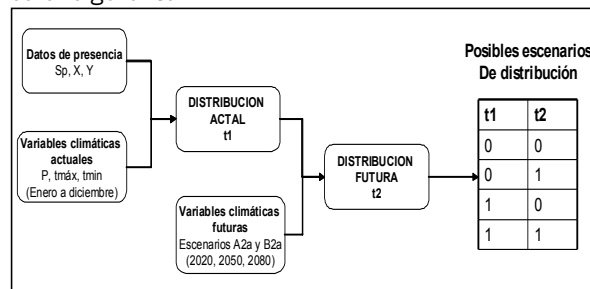 Datos de presencia
Sp, X, Y
Variables climáticas
actuales
P, tmáx, tmin
(Enero a diciembre)
DISTRIBUCION
ACTAL
t1
Variables climáticas
futuras
Escenarios A2a y B2a
(2020, 2050, 2080)
DISTRIBUCION
FUTURA
t2
Posibles escenarios
De distribución
t1 t2
0 0
0 1
1 0
1 1